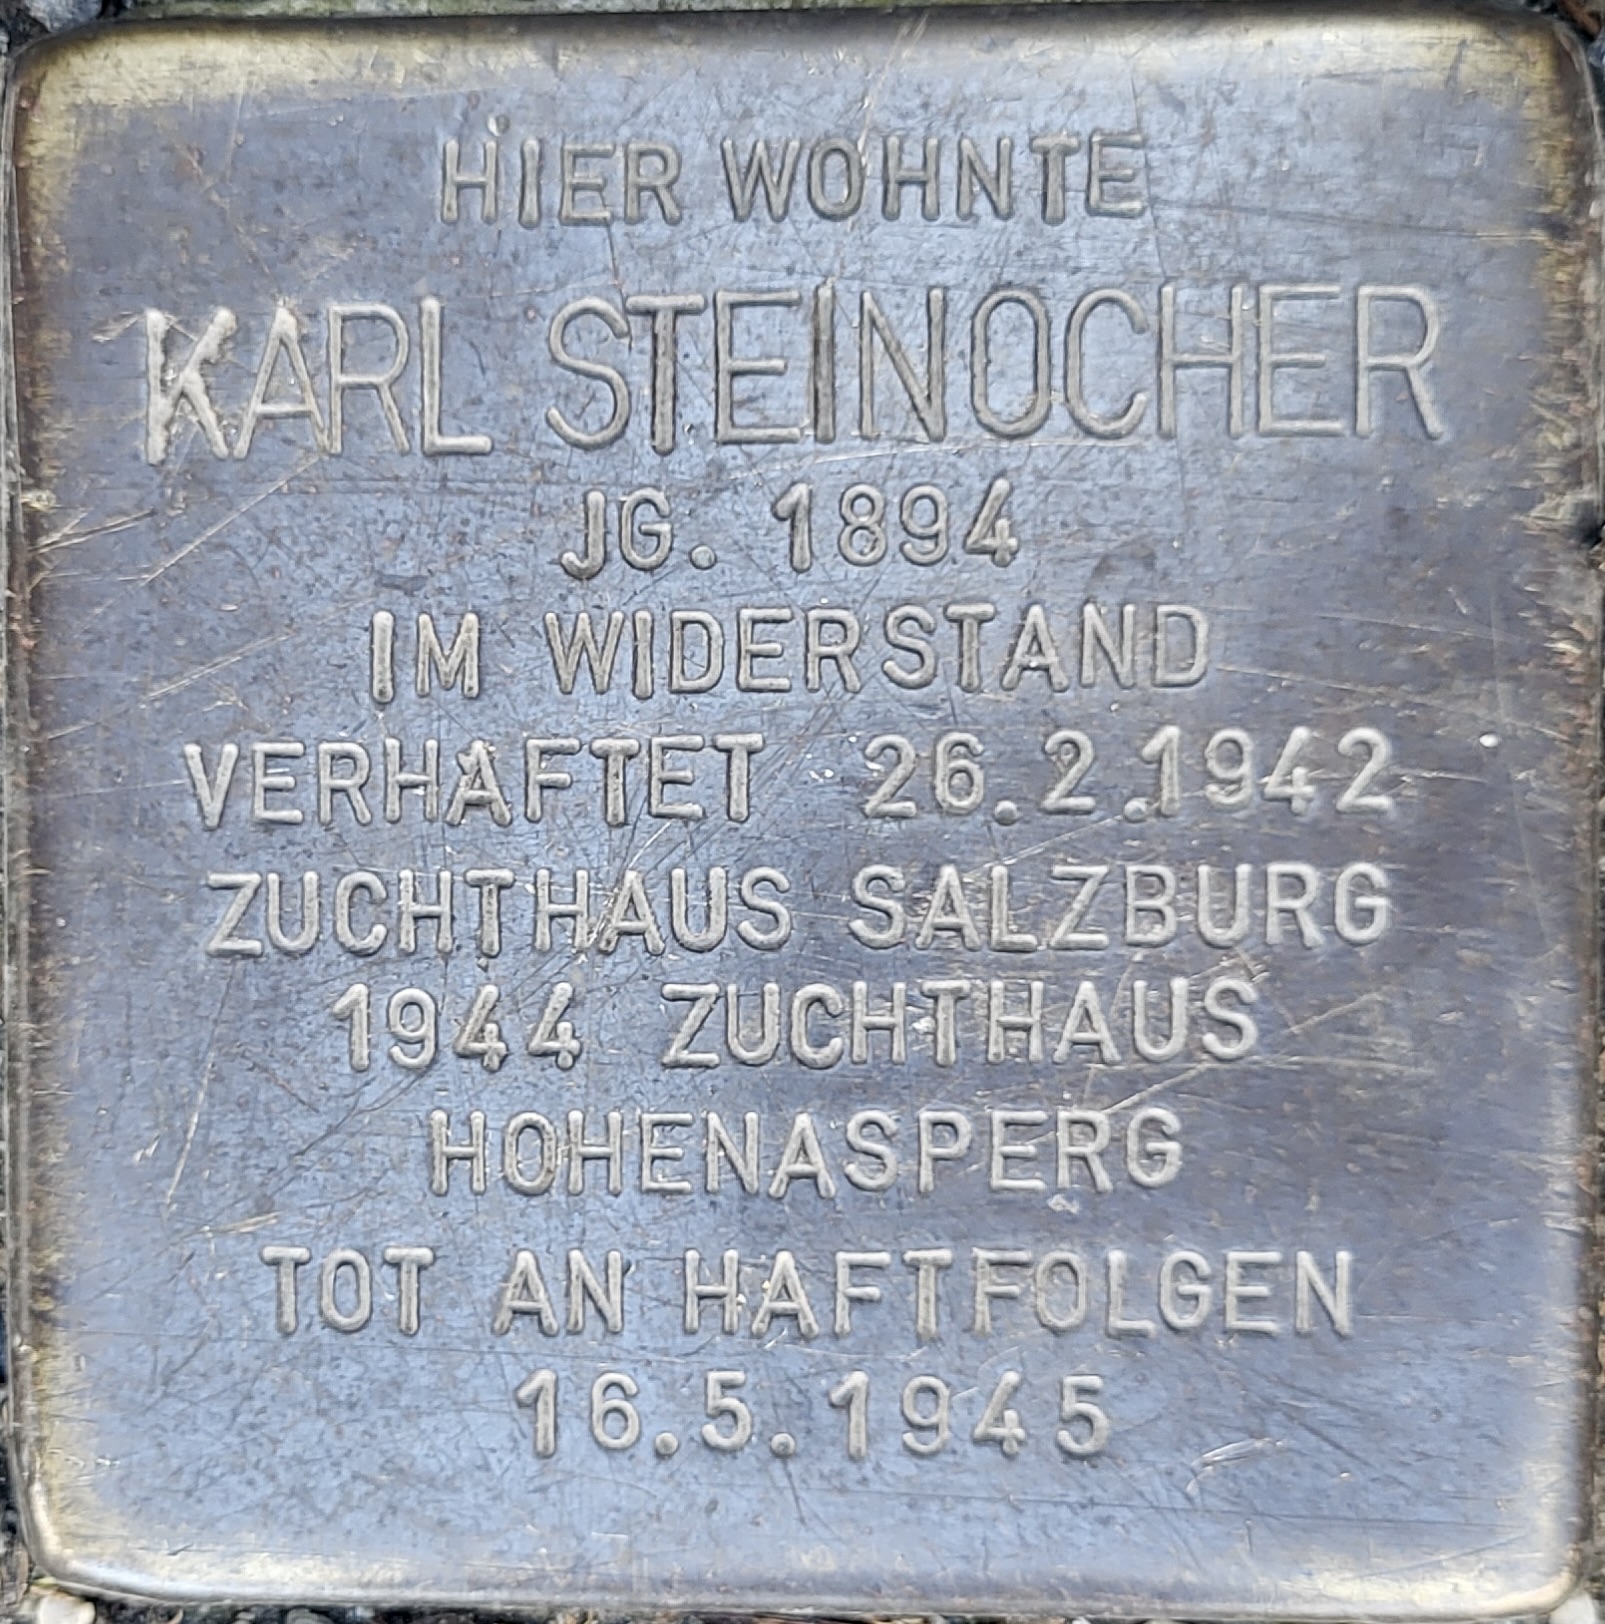 HIER WOHNTE
KARL STEINOCHER
JG. 1894
IM WIDERSTAND
VERHAFTET 26.2.1942
ZUCHTHAUS SALZBURG
1944 ZUCHTHAUS
HOHENASPERG
TOT AN HAFTFOLGEN
16.5.1945